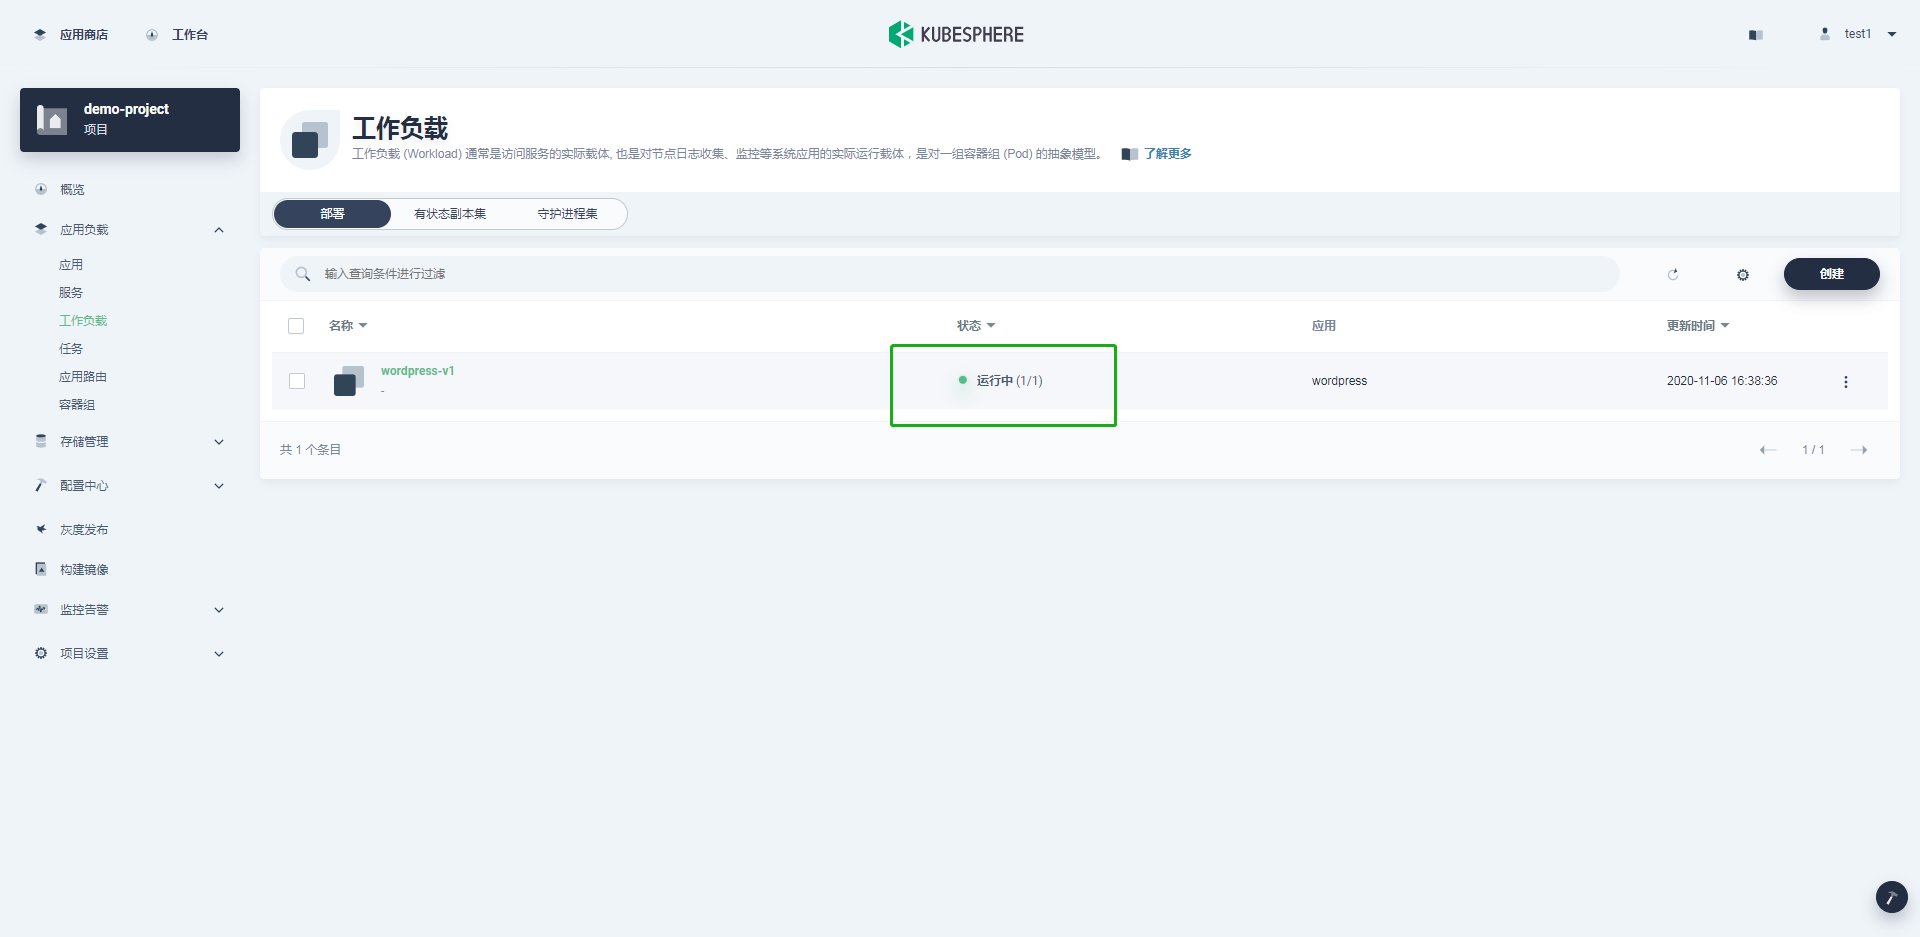 应用商店
工作台
KUBESPHERE
test1
demo-project
项目
概览
应用负载
应用
服务
工作负载
任务
应用路由
容器组
存储管理
配置中心
灰度发布
构建镜像
监控告警
项目设置
工作负载
工作负载 (Workload) 通常是访问服务的实际载体, 也是对节点日志收集、监控等系统应用的实际运行载体，是对一组容器组 (Pod) 的抽象模型。 了解更多
部署 有状态副本集 守护进程集
输入查询条件进行过滤
创建
名称 状态 应用 更新时间
wordpress-v1
-
运行中 (1/1)
wordpress
2020-11-06 16:38:36
共 1 个条目
1 / 1